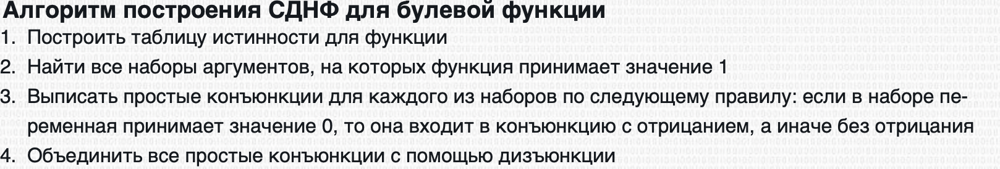 Алгоритм построения СДНФ для булевой функции
1. Построить таблицу истинности для функции
2. Найти все наборы аргументов, на которых функция принимает значение 1
3. Выписать простые конъюнкции для каждого из наборов по следующему правилу: если в наборе пе-
ременная принимает значение 0, то она входит в конъюнкцию с отрицанием, а иначе без отрицания
4. Объединить все простые конъюнкции с помощью дизъюнкции